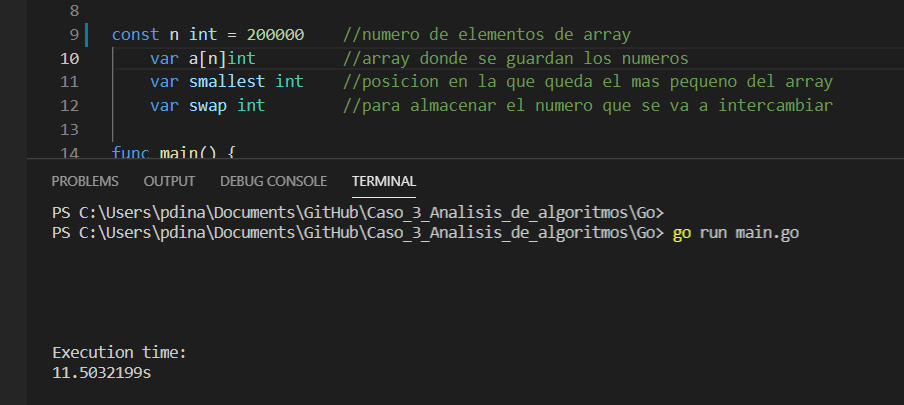 8
9 const n int = 200000 //numero de elementos de array
10 var a[n]int //array donde se guardan los numeros
11 var smallest int //posicion en la que queda el mas pequeno del array
12 var swap int //para almacenar el numero que se va a intercambiar
13
14 func main() {
PROBLEMS OUTPUT DEBUG CONSOLE TERMINAL
PS C:\Users\pdina\Documents\GitHub\Caso_3_Analisis_de_algoritmos\Go>
PS C:\Users\pdina\Documents\GitHub\Caso_3_Analisis_de_algoritmos\Go> go run main.go
Execution time:
11.5032199s